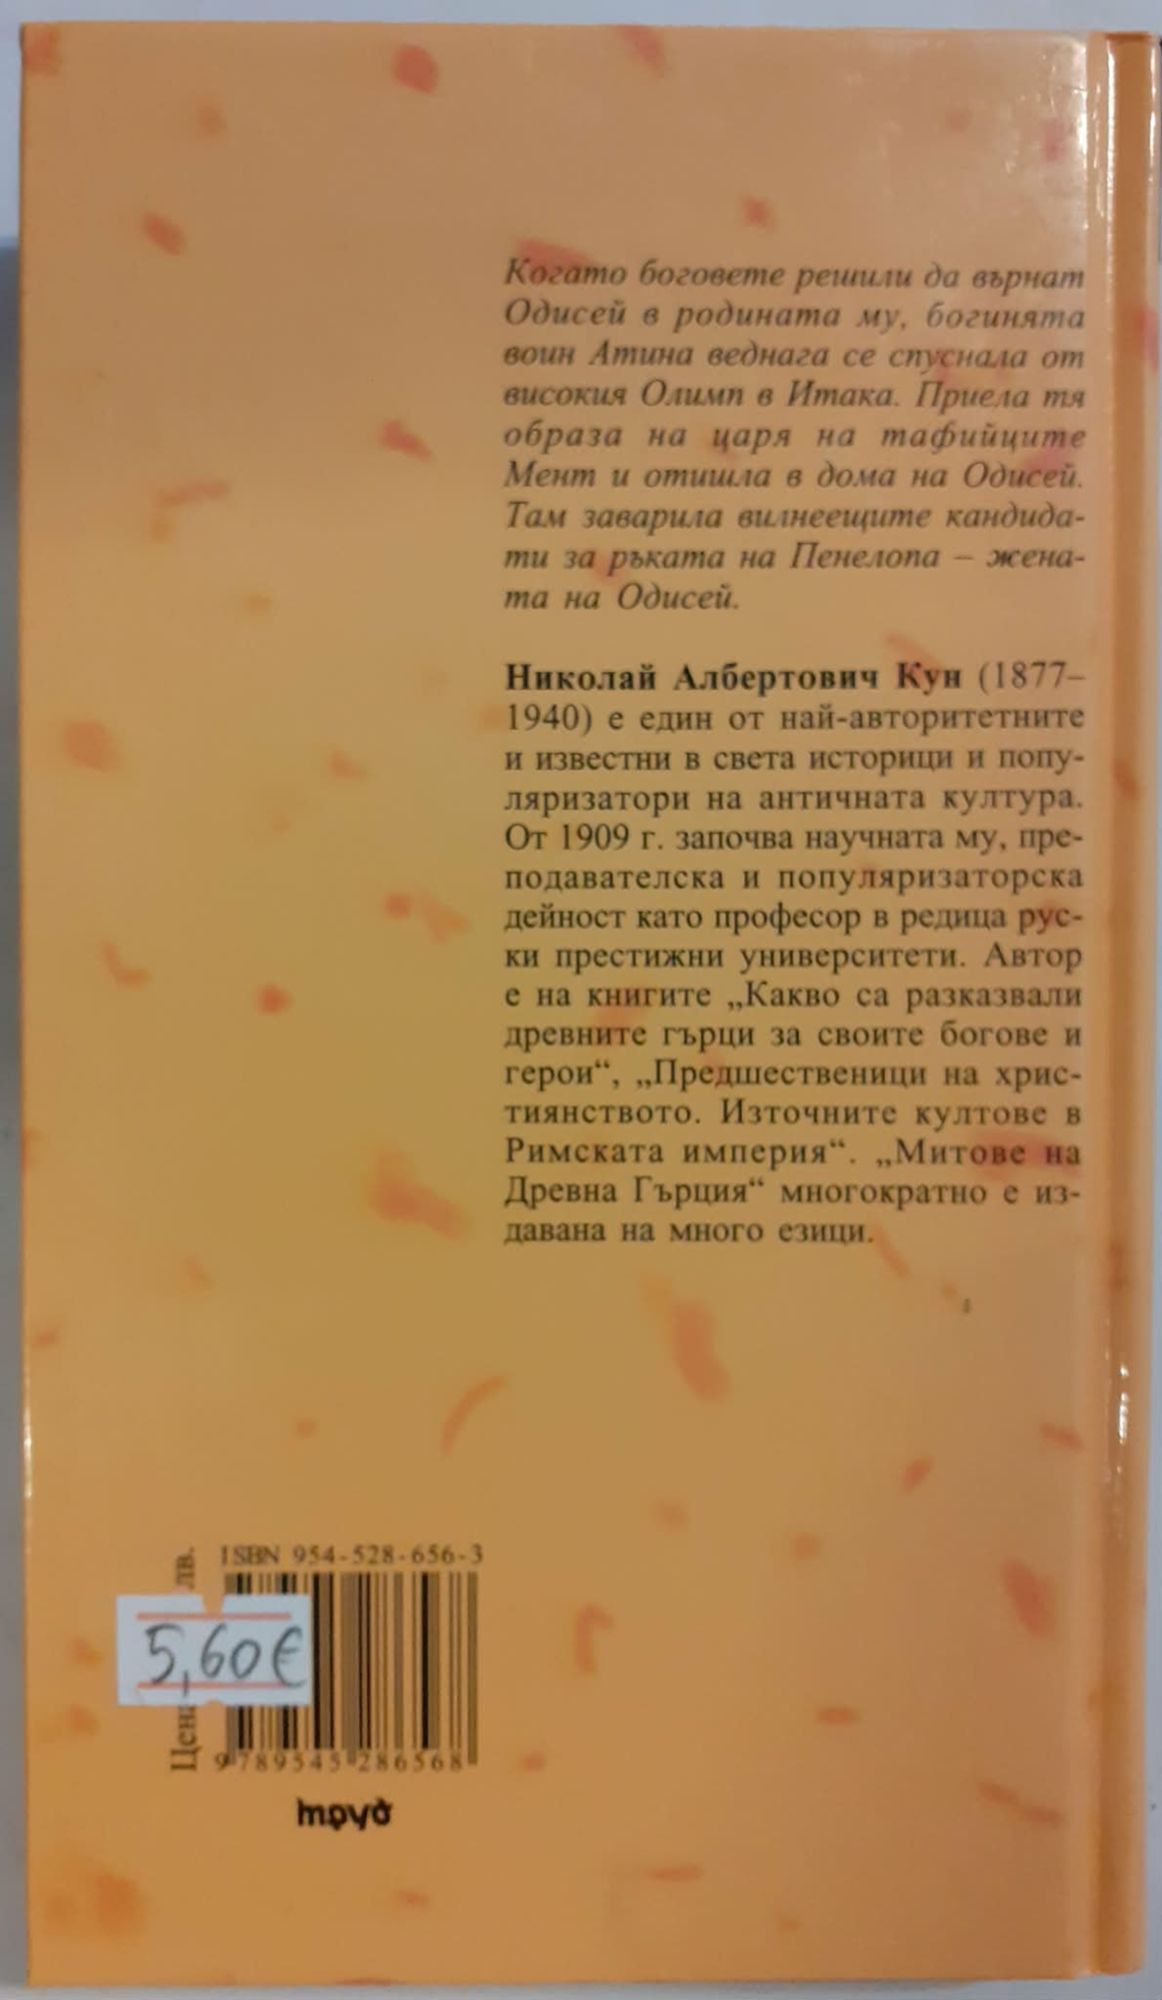 Когато боговете решили да върнат
Одисей в родината му, богинята
воин Атина веднага се спуснала от
високия Олимп в Итака. Приела тя
образа на царя на тафийците
Мент и отишла в дома на Одисей.
Там заварила вилнеещите кандида-
ти за ръката на Пенелопа – жена-
та на Одисей.
Николай Албертович Кун (1877–
1940) е един от най-авторитетните
и известни в света историци и попу-
ляризатори на античната култура.
От 1909 г. започва научната му, пре-
подавателска и популяризаторска
дейност като професор в редица рус-
ки престижни университети. Автор
е на книгите „Какво са разказвали
древните гърци за своите богове и
герои“, „Предшественици на хрис-
тиянството. Източните култове в
Римската империя“. „Митове на
Древна Гърция“ многократно е из-
давана на много езици.
ISBN 954-528-656-3
лв.
5,60€
9 789545 286568
труд